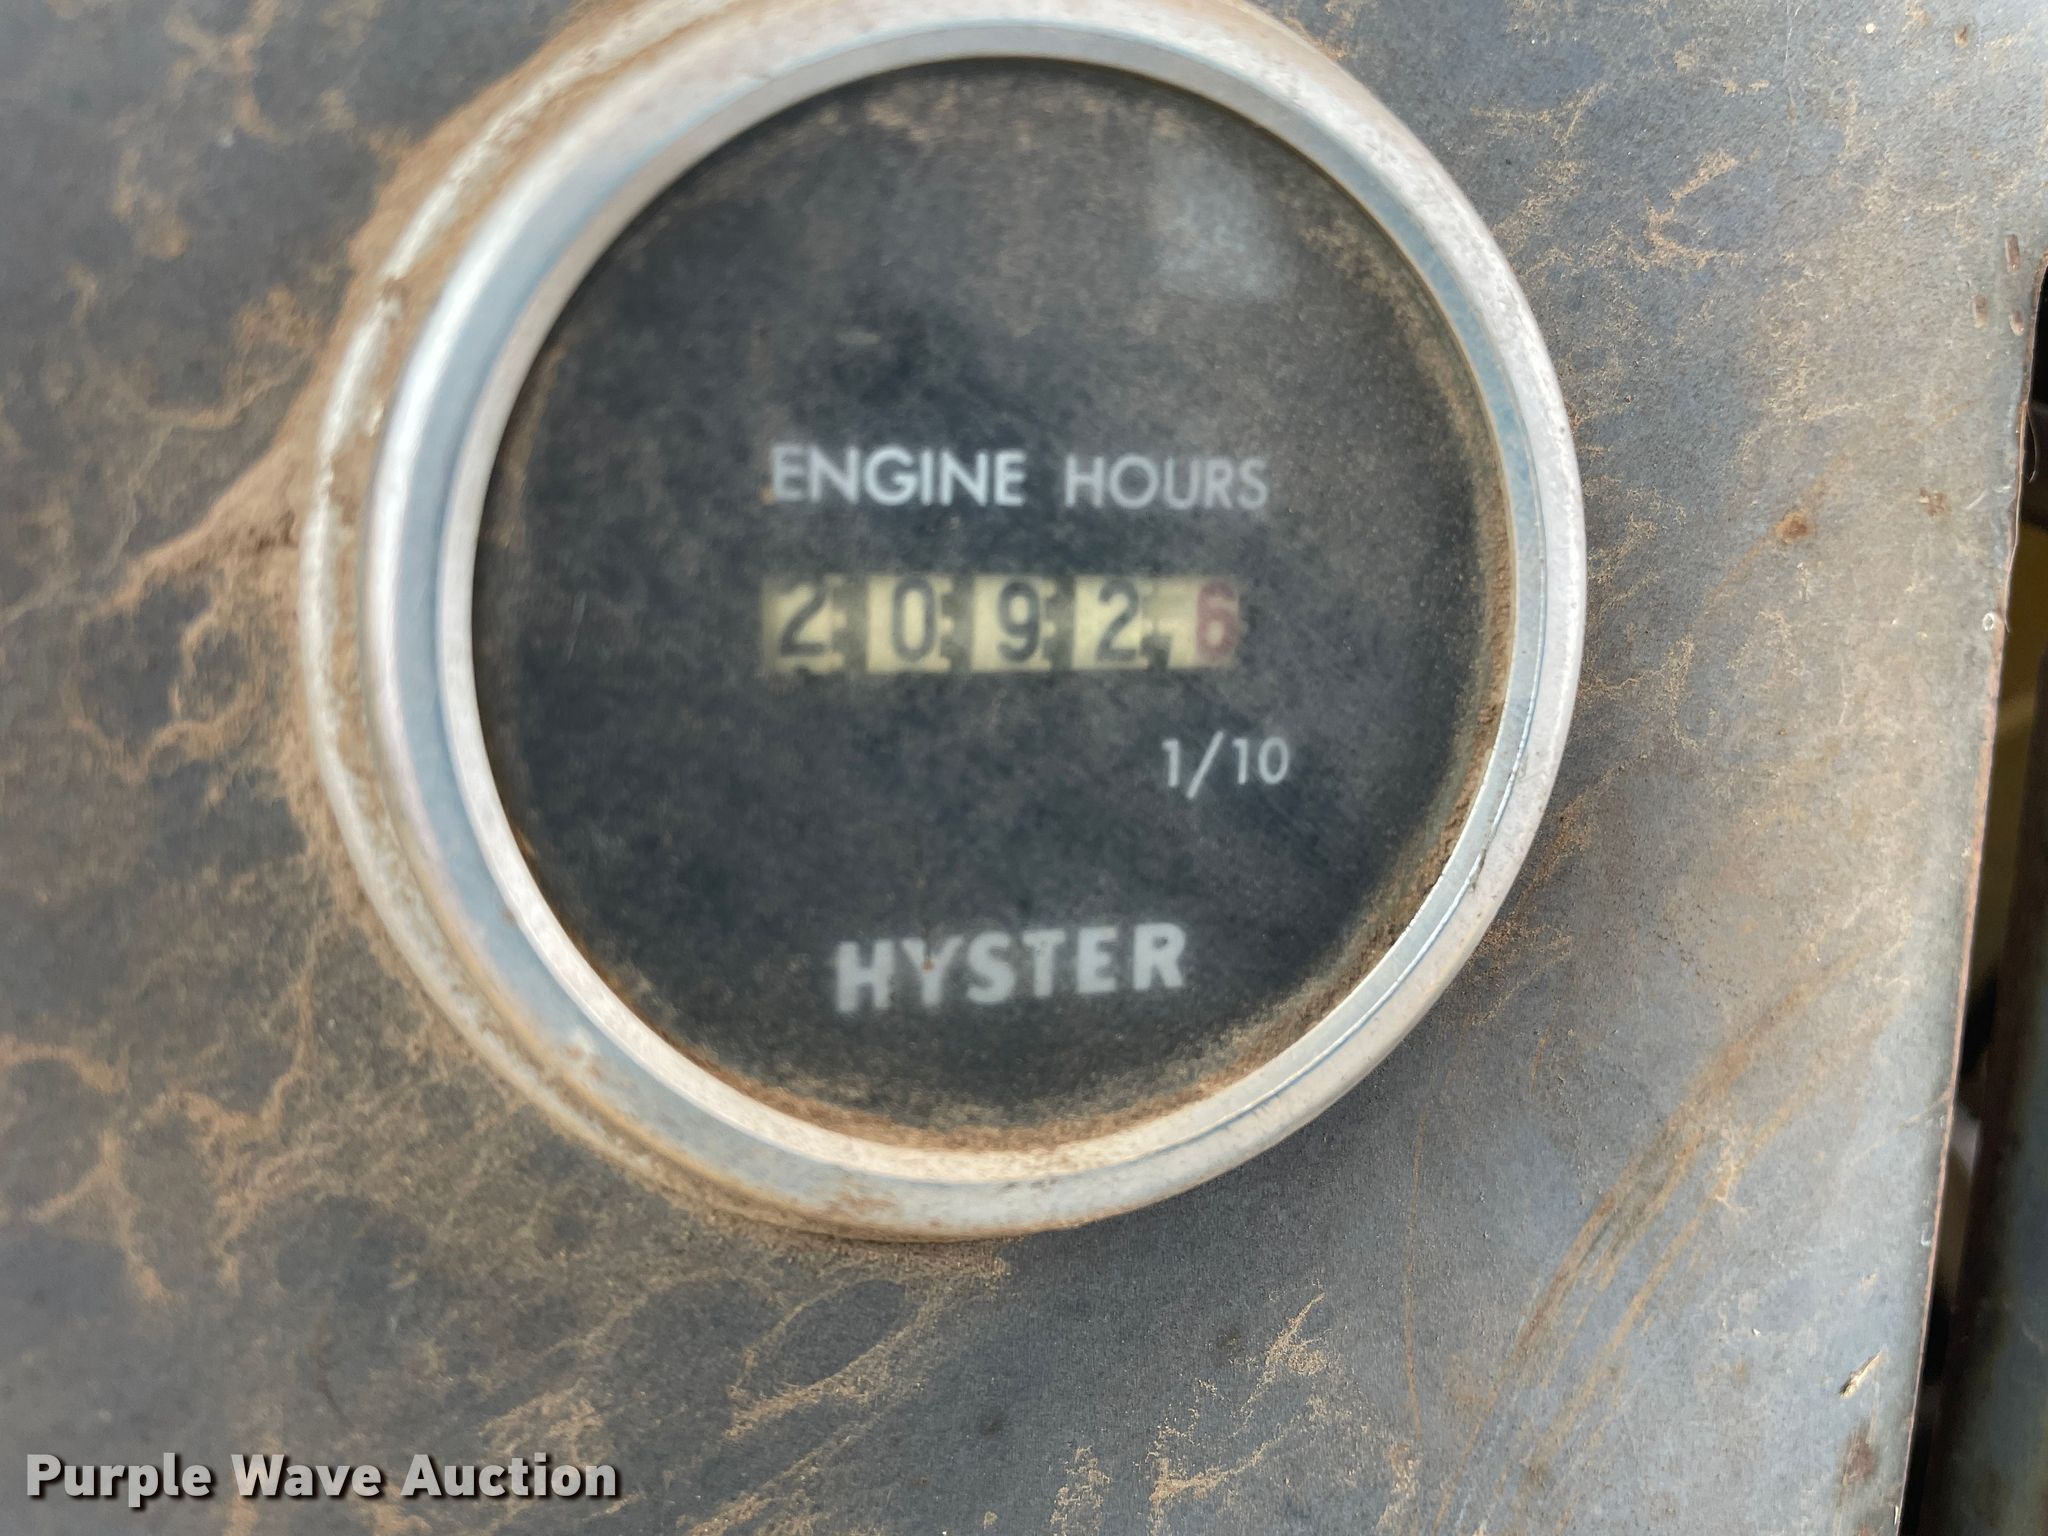 ENGINE HOURS
20926
1/10
HYSTER
Purple Wave Auction